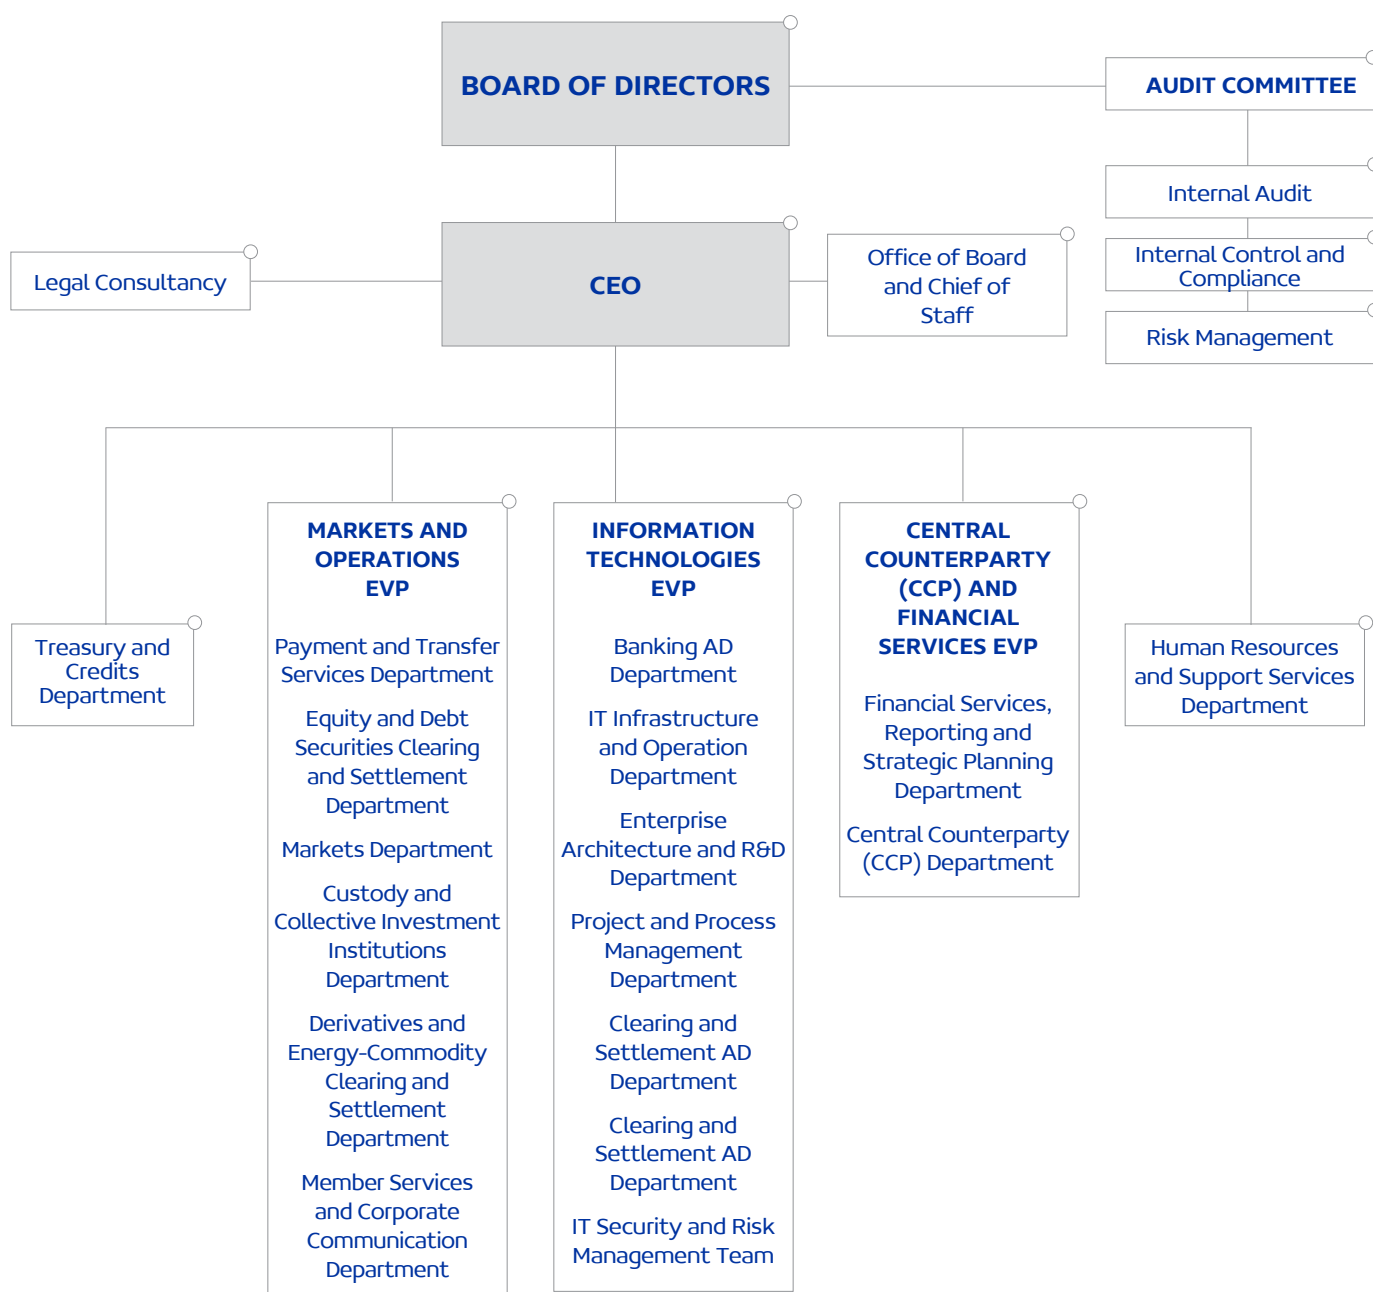 BOARD OF DIRECTORS
AUDIT COMMITTEE
Internal Audit
Internal Control and
Compliance
Risk Management
Legal Consultancy
CEO
Office of Board
and Chief of
Staff
Treasury and
Credits
Department
MARKETS AND
OPERATIONS
EVP
Payment and Transfer
Services Department
Equity and Debt
Securities Clearing
and Settlement
Department
Markets Department
Custody and
Collective Investment
Institutions
Department
Derivatives and
Energy-Commodity
Clearing and
Settlement
Department
Member Services
and Corporate
Communication
Department
INFORMATION
TECHNOLOGIES
EVP
Banking AD
Department
IT Infrastructure
and Operation
Department
Enterprise
Architecture and R&D
Department
Project and Process
Management
Department
Clearing and
Settlement AD
Department
Clearing and
Settlement AD
Department
IT Security and Risk
Management Team
CENTRAL
COUNTERPARTY
(CCP) AND
FINANCIAL
SERVICES EVP
Financial Services,
Reporting and
Strategic Planning
Department
Central Counterparty
(CCP) Department
Human Resources
and Support Services
Department